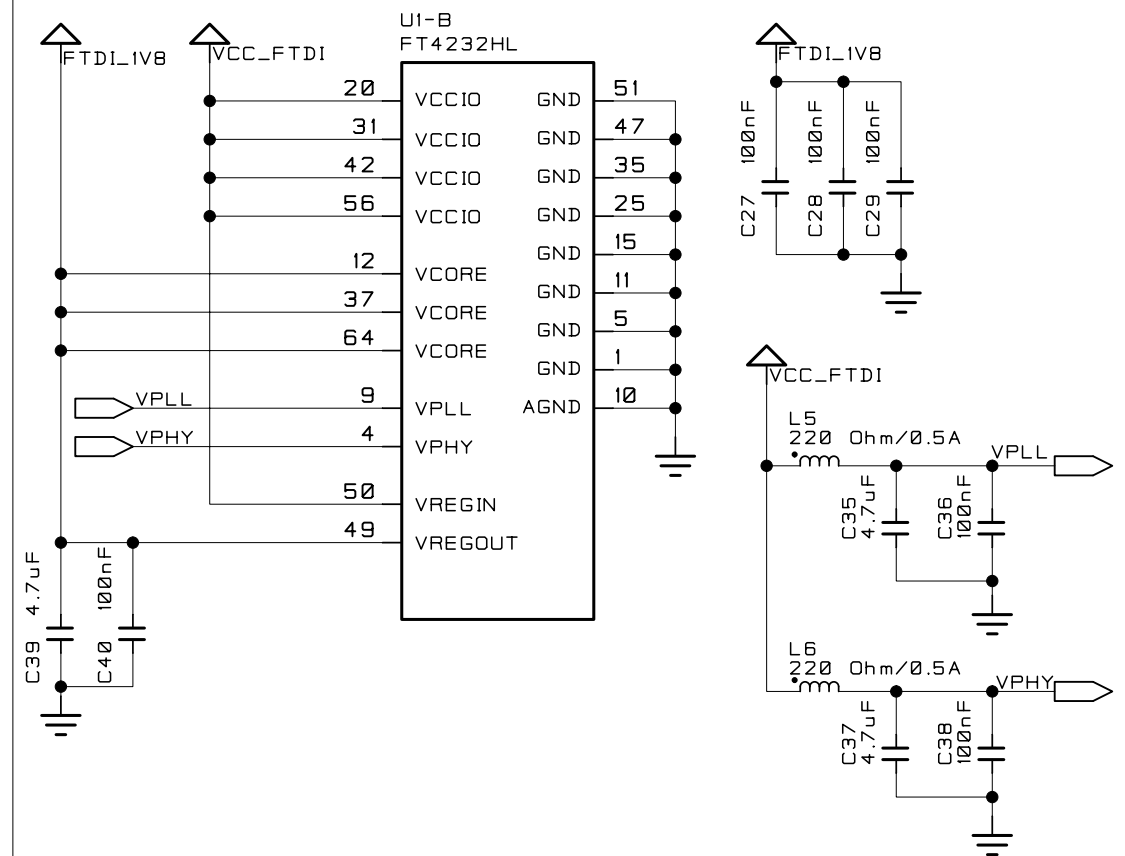 U1-B
FT4232HL
FTDI_1V8
VCC_FTDI
20 VCCIO GND 51
31 VCCIO GND 47
42 VCCIO GND 35
56 VCCIO GND 25
GND 15
12 VCORE
GND 11
37 VCORE
GND 5
64 VCORE
GND 1
VPLL 9 VPLL AGND 10
VPHY 4 VPHY
50 VREGIN
49 VREGOUT
C39 4.7uF
C40 100nF
FTDI_1V8
C27 100nF
C28 100nF
C29 100nF
VCC_FTDI
L5
220 Ohm/0.5A
VPLL
C35
4.7uF
C36
100nF
L6
220 Ohm/0.5A
VPHY
C37
4.7uF
C38
100nF